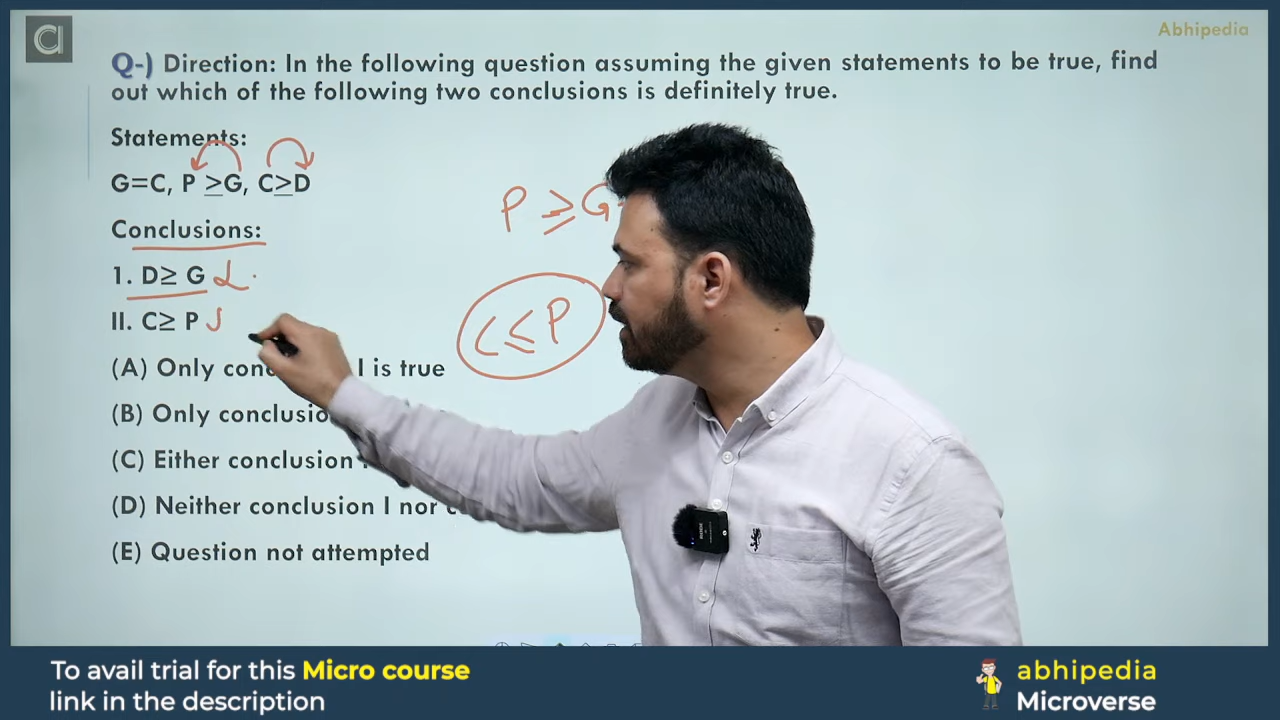 Abhipedia
Q-) Direction: In the following question assuming the given statements to be true, find
out which of the following two conclusions is definitely true.
Statements:
G=C, P ≥G, C≥D
P ≥ G
Conclusions:
1. D≥ G
II. C≥ P
C ≤ P
(A) Only I is true
(B) Only
(C) Either conclusion
(D) Neither conclusion I nor
(E) Question not attempted
To avail trial for this Micro course
link in the description
abhipedia
Microverse